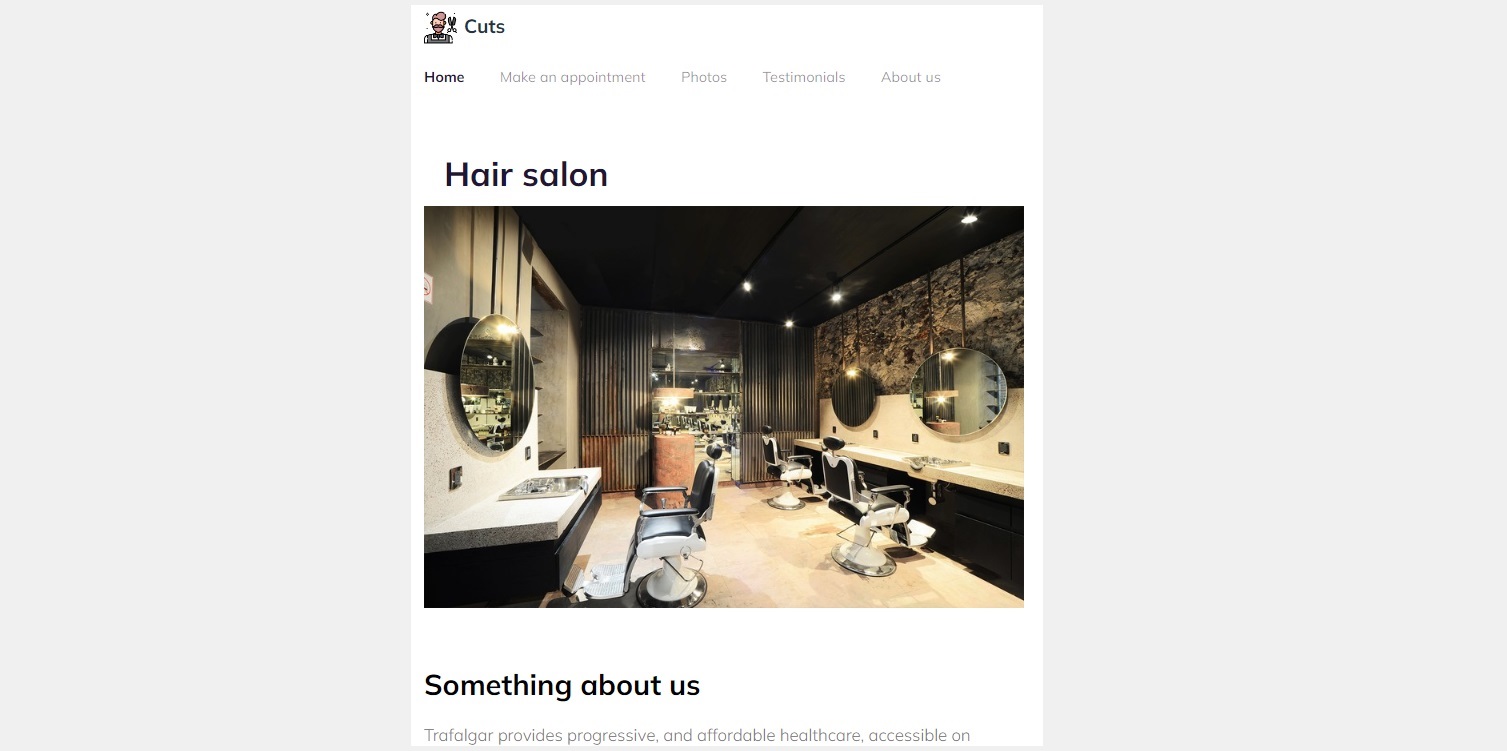 Cuts
Home Make an appointment Photos Testimonials About us
Hair salon
Something about us
Trafalgar provides progressive, and affordable healthcare, accessible on